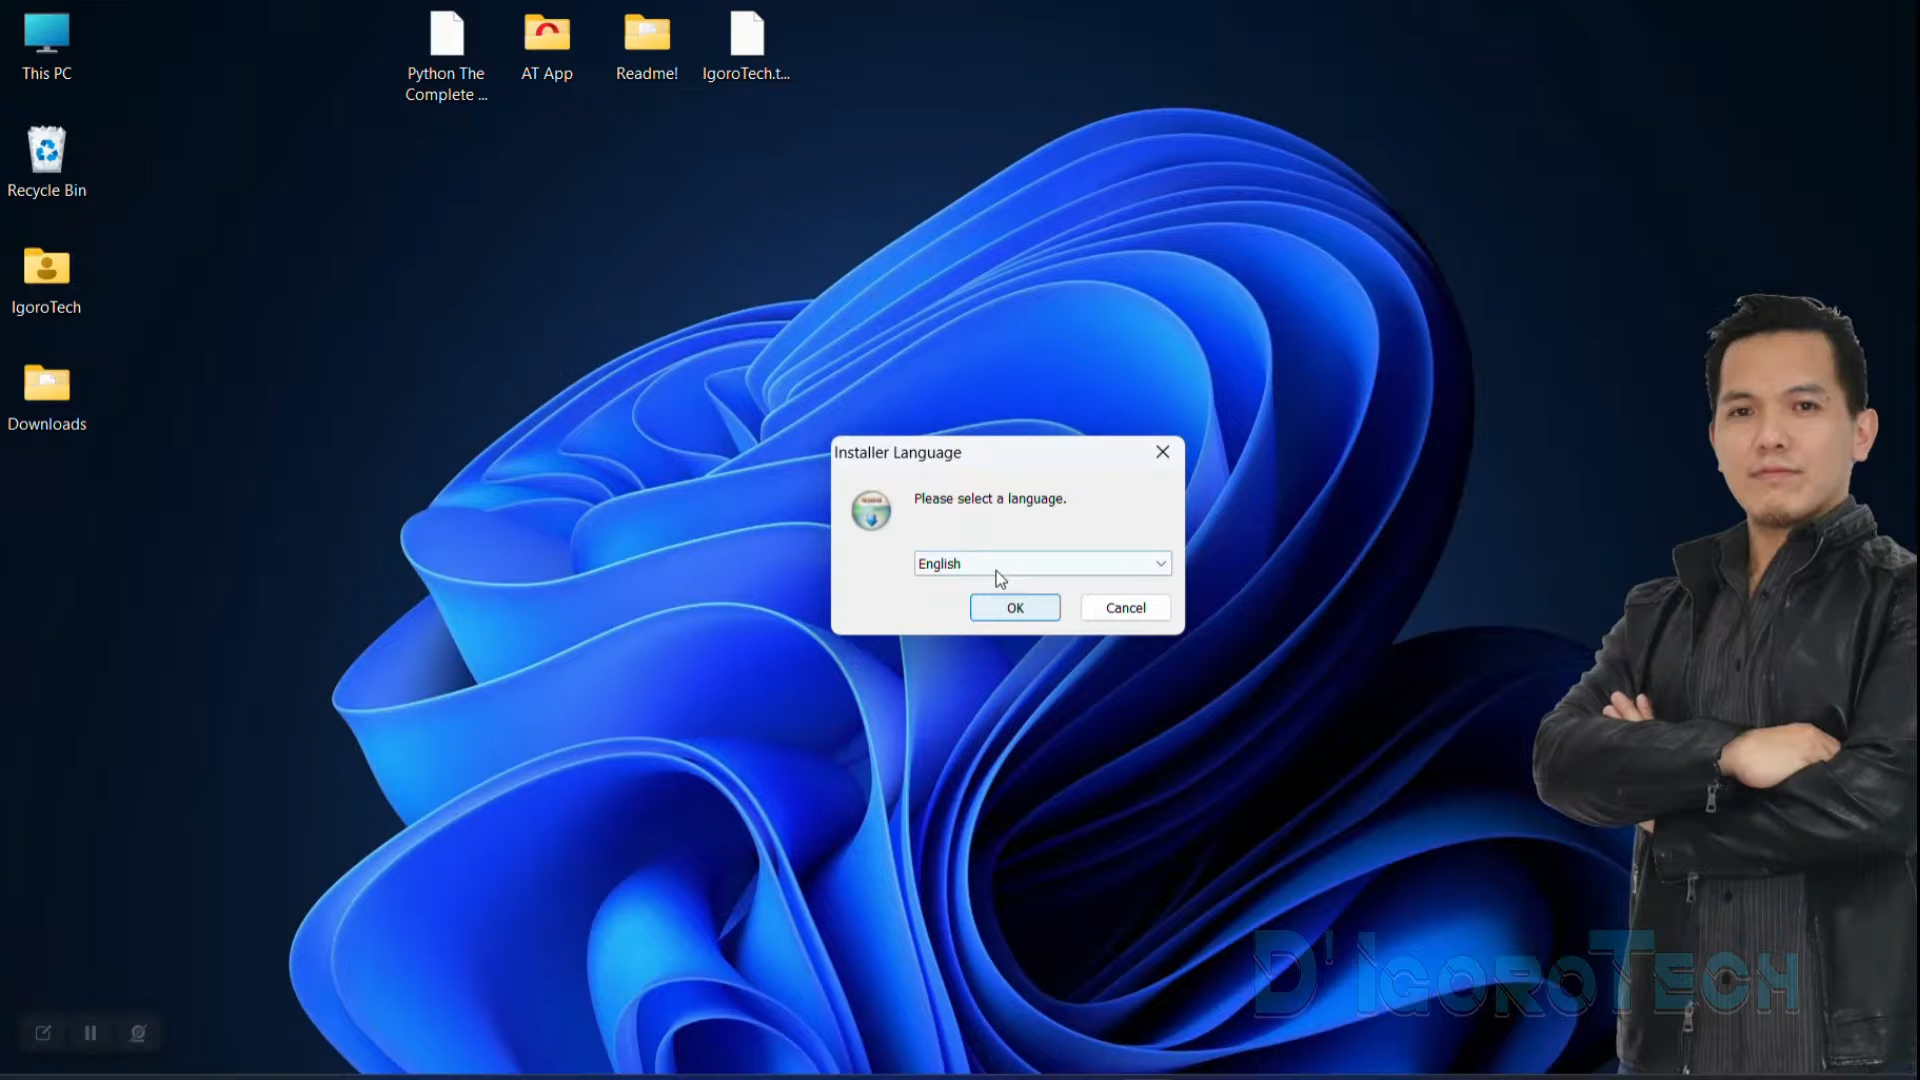 This PC
Python The
Complete ...
AT App
Readme!
IgoroTech.t...
Recycle Bin
IgoroTech
Downloads
Installer Language
Please select a language.
English
OK
Cancel
D'IGOROTECH